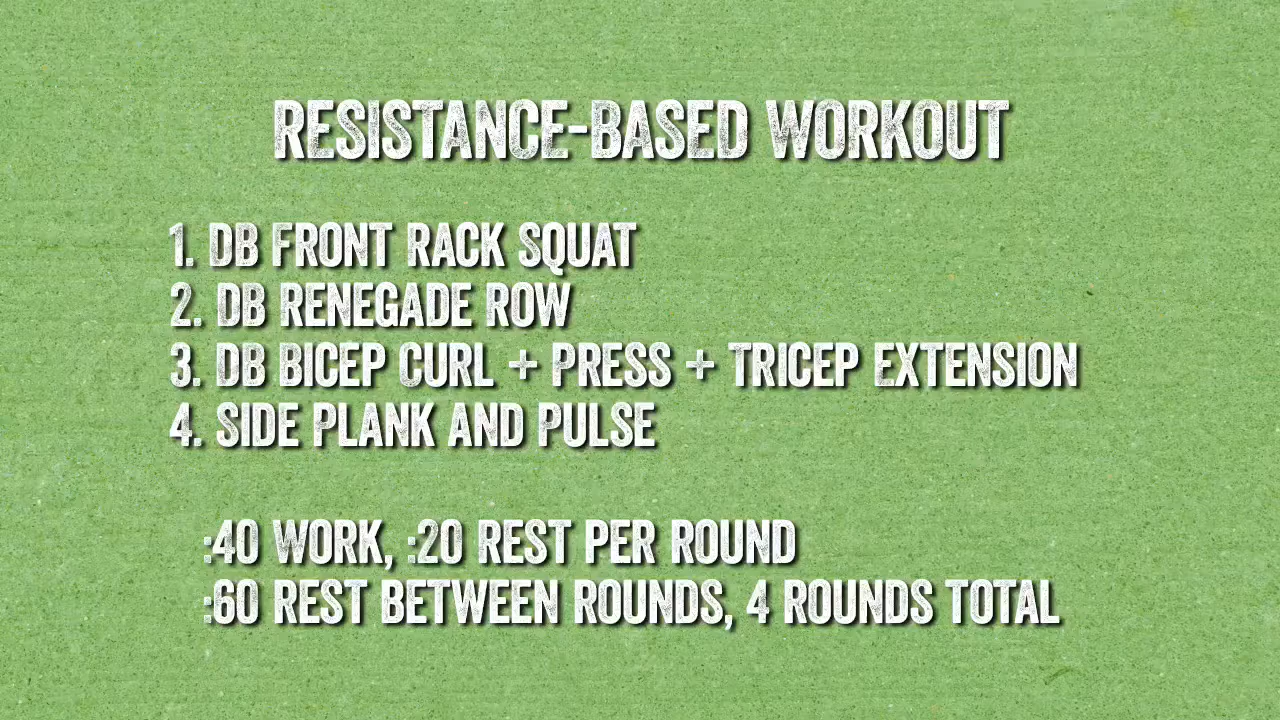 RESISTANCE-BASED WORKOUT
1. DB FRONT RACK SQUAT
2. DB RENEGADE ROW
3. DB BICEP CURL + PRESS + TRICEP EXTENSION
4. SIDE PLANK AND PULSE
:40 WORK, :20 REST PER ROUND
:60 REST BETWEEN ROUNDS, 4 ROUNDS TOTAL